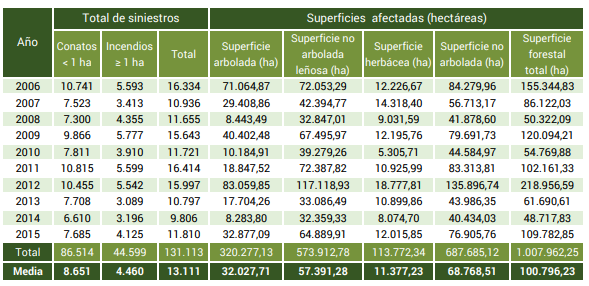 Total de siniestros Superficies afectadas (hectáreas)
Año
Conatos Incendios Total Superficie Superficie no Superficie Superficie no Superficie
< 1 ha ≥ 1 ha arbolada (ha) arbolada herbácea (ha) arbolada (ha) forestal
leñosa (ha) total (ha)
2006 10.741 5.593 16.334 71.064,87 72.053,29 12.226,67 84.279,96 155.344,83
2007 7.523 3.413 10.936 29.408,86 42.394,77 14.318,40 56.713,17 86.122,03
2008 7.300 4.355 11.655 8.443,49 32.847,01 9.031,59 41.878,60 50.322,09
2009 9.866 5.777 15.643 40.402,48 67.495,97 12.195,76 79.691,73 120.094,21
2010 7.811 3.910 11.721 10.184,91 39.279,26 5.305,71 44.584,97 54.769,88
2011 10.815 5.599 16.414 18.847,52 72.387,82 10.925,99 83.313,81 102.161,33
2012 10.455 5.542 15.997 83.059,85 117.118,93 18.777,81 135.896,74 218.956,59
2013 7.708 3.089 10.797 17.704,26 33.086,49 10.899,86 43.986,35 61.690,61
2014 6.610 3.196 9.806 8.283,80 32.359,33 8.074,70 40.434,03 48.717,83
2015 7.685 4.125 11.810 32.877,09 64.889,91 12.015,85 76.905,76 109.782,85
Total 86.514 44.599 131.113 320.277,13 573.912,78 113.772,34 687.685,12 1.007.962,25
Media 8.651 4.460 13.111 32.027,71 57.391,28 11.377,23 68.768,51 100.796,23